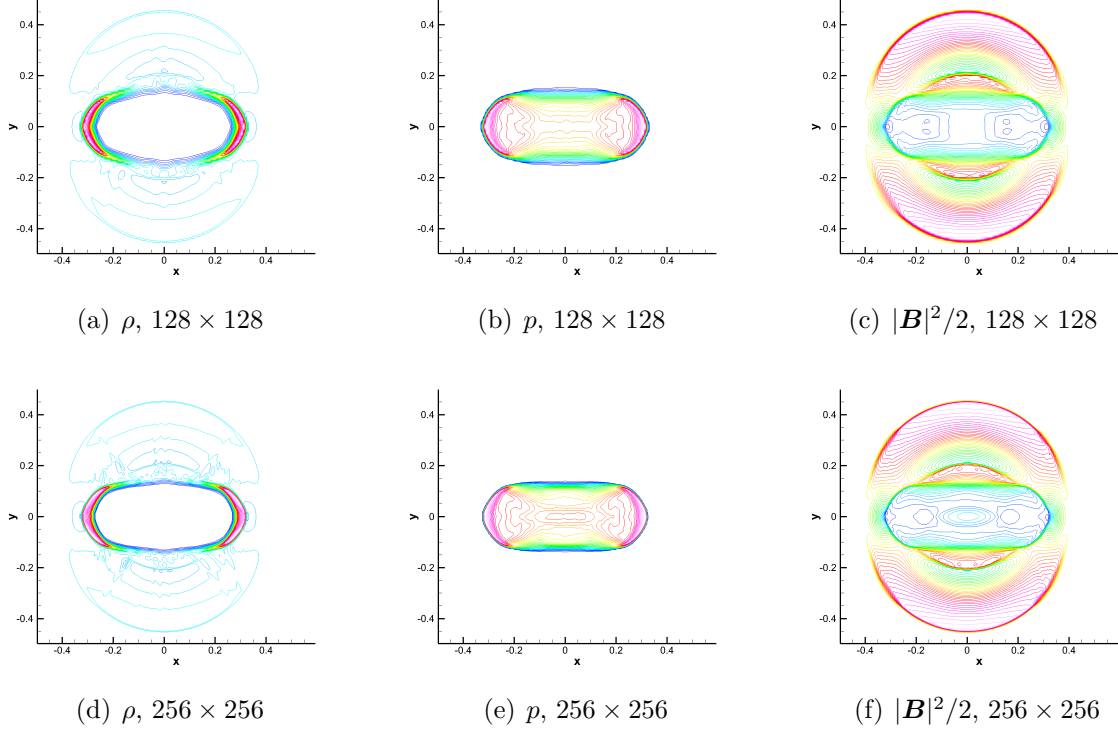 y
0.4
0.2
0
-0.2
-0.4
-0.4 -0.2 0 0.2 0.4
x
(a) ρ, 128 × 128
y
0.4
0.2
0
-0.2
-0.4
-0.4 -0.2 0 0.2 0.4
x
(b) p, 128 × 128
y
0.4
0.2
0
-0.2
-0.4
-0.4 -0.2 0 0.2 0.4
x
(c) |B|²/2, 128 × 128
y
0.4
0.2
0
-0.2
-0.4
-0.4 -0.2 0 0.2 0.4
x
(d) ρ, 256 × 256
y
0.4
0.2
0
-0.2
-0.4
-0.4 -0.2 0 0.2 0.4
x
(e) p, 256 × 256
y
0.4
0.2
0
-0.2
-0.4
-0.4 -0.2 0 0.2 0.4
x
(f) |B|²/2, 256 × 256